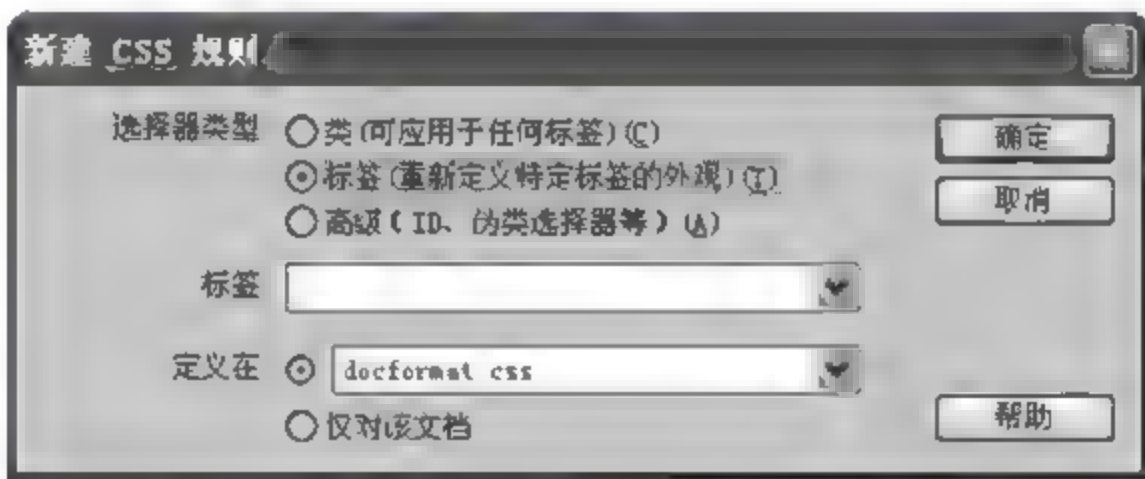 新建 CSS 规则
选择器类型
类(可应用于任何标签)(C)
确定
标签(重新定义特定标签的外观)(T)
取消
高级(ID、伪类选择器等)(A)
标签
定义在
docformat css
仅对该文档
帮助